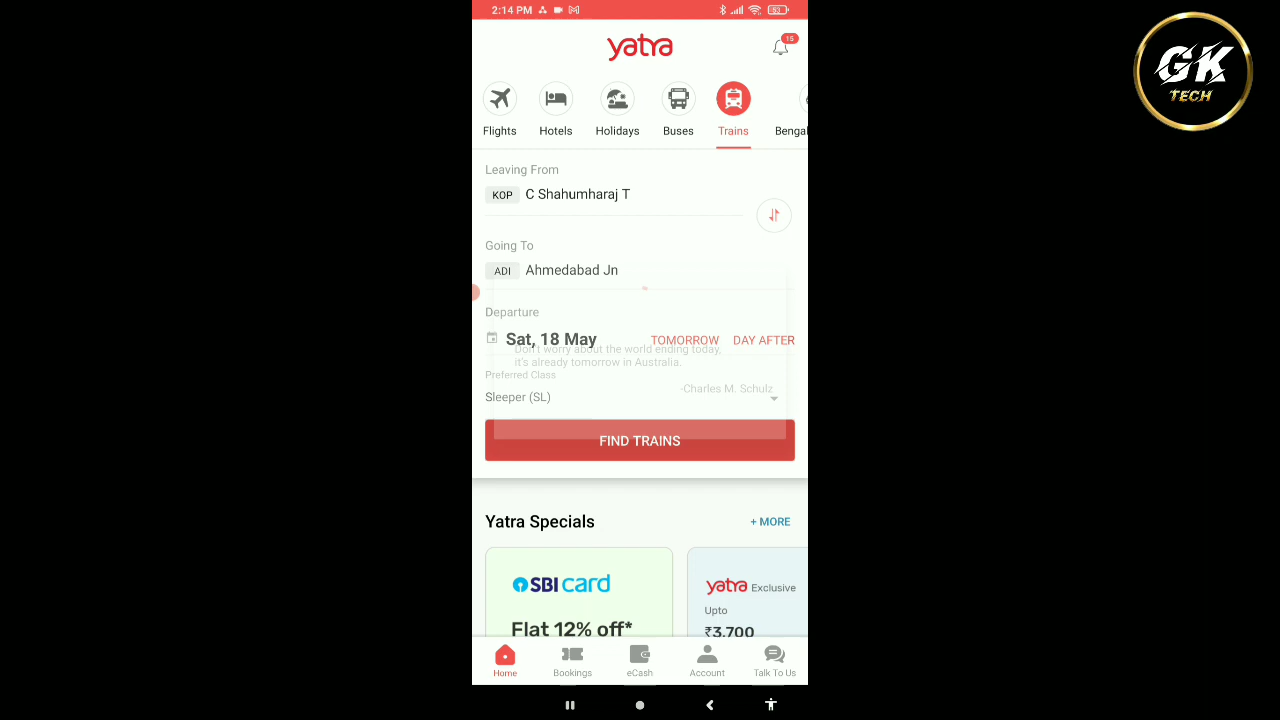 2:14 PM
53
yatra
15
Flights
Hotels
Holidays
Buses
Trains
Bengal
Leaving From
KOP
C Shahumharaj T
Going To
ADI
Ahmedabad Jn
Departure
Sat, 18 May
TOMORROW
DAY AFTER
Don't worry about the world ending today,
it's already tomorrow in Australia.
-Charles M. Schulz
Preferred Class
Sleeper (SL)
FIND TRAINS
Yatra Specials
+ MORE
SBI card
Flat 12% off*
yatra Exclusive
Upto
₹3,700
Home
Bookings
eCash
Account
Talk To Us
GK
TECH